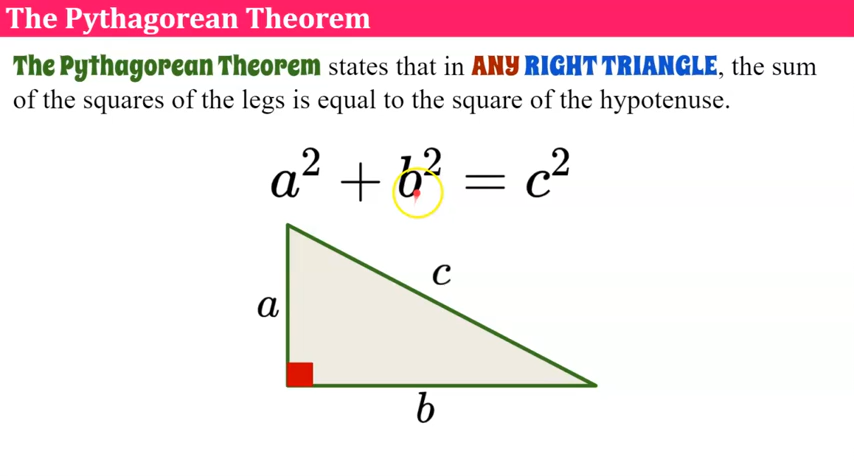 The Pythagorean Theorem
The Pythagorean Theorem states that in ANY RIGHT TRIANGLE, the sum
of the squares of the legs is equal to the square of the hypotenuse.
a² + b² = c²
c
a
b